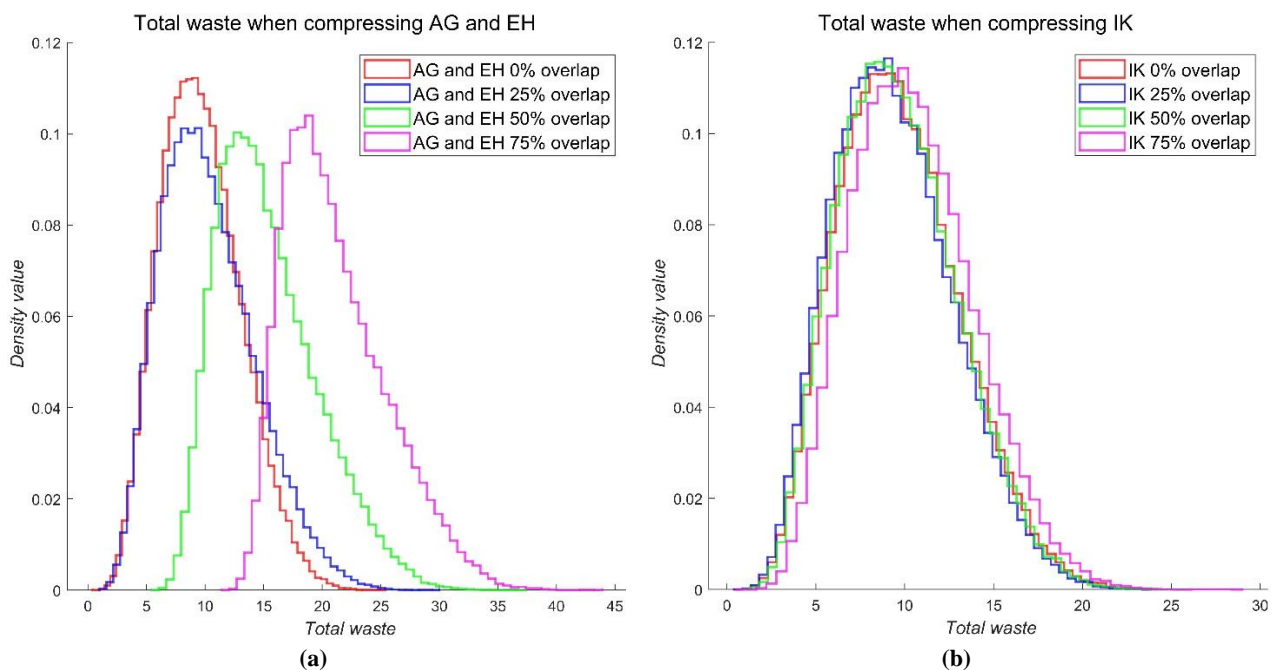 Total waste when compressing AG and EH
0.12
0.1
0.08
0.06
0.04
0.02
0
Density value
AG and EH 0% overlap
AG and EH 25% overlap
AG and EH 50% overlap
AG and EH 75% overlap
0 5 10 15 20 25 30 35 40 45
Total waste
(a)
Total waste when compressing IK
0.12
0.1
0.08
0.06
0.04
0.02
0
Density value
IK 0% overlap
IK 25% overlap
IK 50% overlap
IK 75% overlap
0 5 10 15 20 25 30
Total waste
(b)